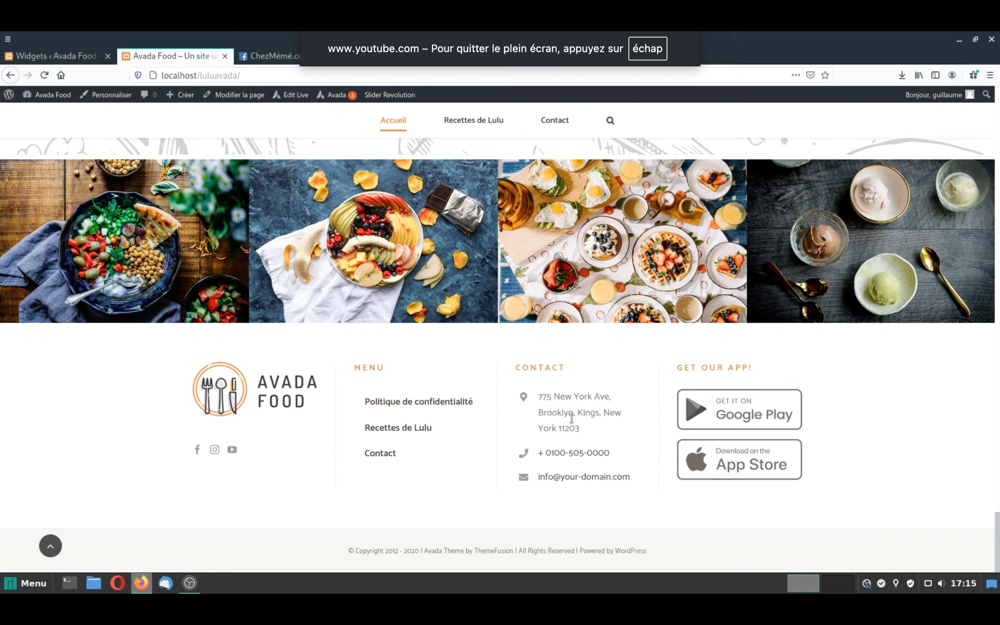 www.youtube.com – Pour quitter le plein écran, appuyez sur échap
Widgets ‹ Avada Food
Avada Food – Un site
ChezMémé
localhost/luluavada/
Avada Food
Personnaliser
0
Créer
Modifier la page
Edit Live
Avada 3
Slider Revolution
Bonjour, guillaume
Accueil
Recettes de Lulu
Contact
AVADA
FOOD
MENU
Politique de confidentialité
Recettes de Lulu
Contact
CONTACT
775 New York Ave,
Brooklyn, Kings, New
York 11203
+ 0100-505-0000
info@your-domain.com
GET OUR APP!
GET IT ON
Google Play
Download on the
App Store
© Copyright 2012 - 2020 | Avada Theme by ThemeFusion | All Rights Reserved | Powered by WordPress
Menu
17:15